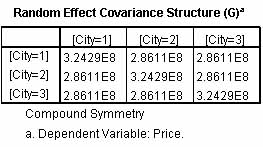 Random Effect Covariance Structure (G)a
[City=1] [City=2] [City=3]
[City=1] 3.2429E8 2.8611E8 2.8611E8
[City=2] 2.8611E8 3.2429E8 2.8611E8
[City=3] 2.8611E8 2.8611E8 3.2429E8
Compound Symmetry
a. Dependent Variable: Price.